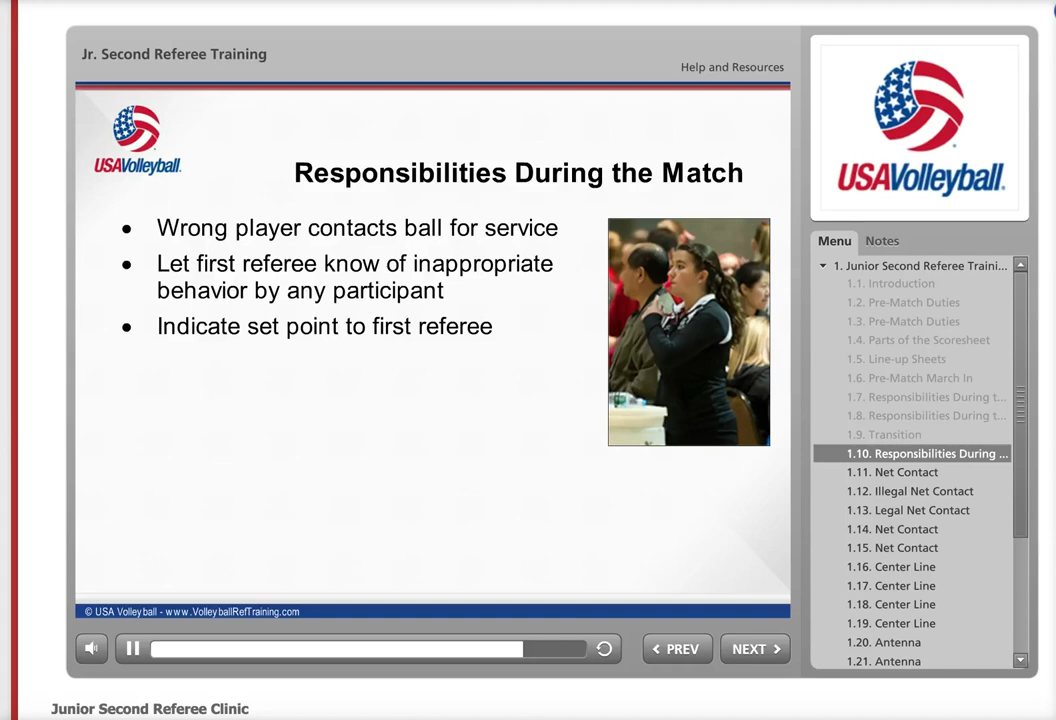 Jr. Second Referee Training
Help and Resources
USAVolleyball.
Responsibilities During the Match
• Wrong player contacts ball for service
• Let first referee know of inappropriate
behavior by any participant
• Indicate set point to first referee
© USA Volleyball - www.VolleyballRefTraining.com
PREV
NEXT
USAVolleyball.
Menu
Notes
1. Junior Second Referee Traini...
1.1. Introduction
1.2. Pre-Match Duties
1.3. Pre-Match Duties
1.4. Parts of the Scoresheet
1.5. Line-up Sheets
1.6. Pre-Match March In
1.7. Responsibilities During t...
1.8. Responsibilities During t...
1.9. Transition
1.10. Responsibilities During ...
1.11. Net Contact
1.12. Illegal Net Contact
1.13. Legal Net Contact
1.14. Net Contact
1.15. Net Contact
1.16. Center Line
1.17. Center Line
1.18. Center Line
1.19. Center Line
1.20. Antenna
1.21. Antenna
Junior Second Referee Clinic